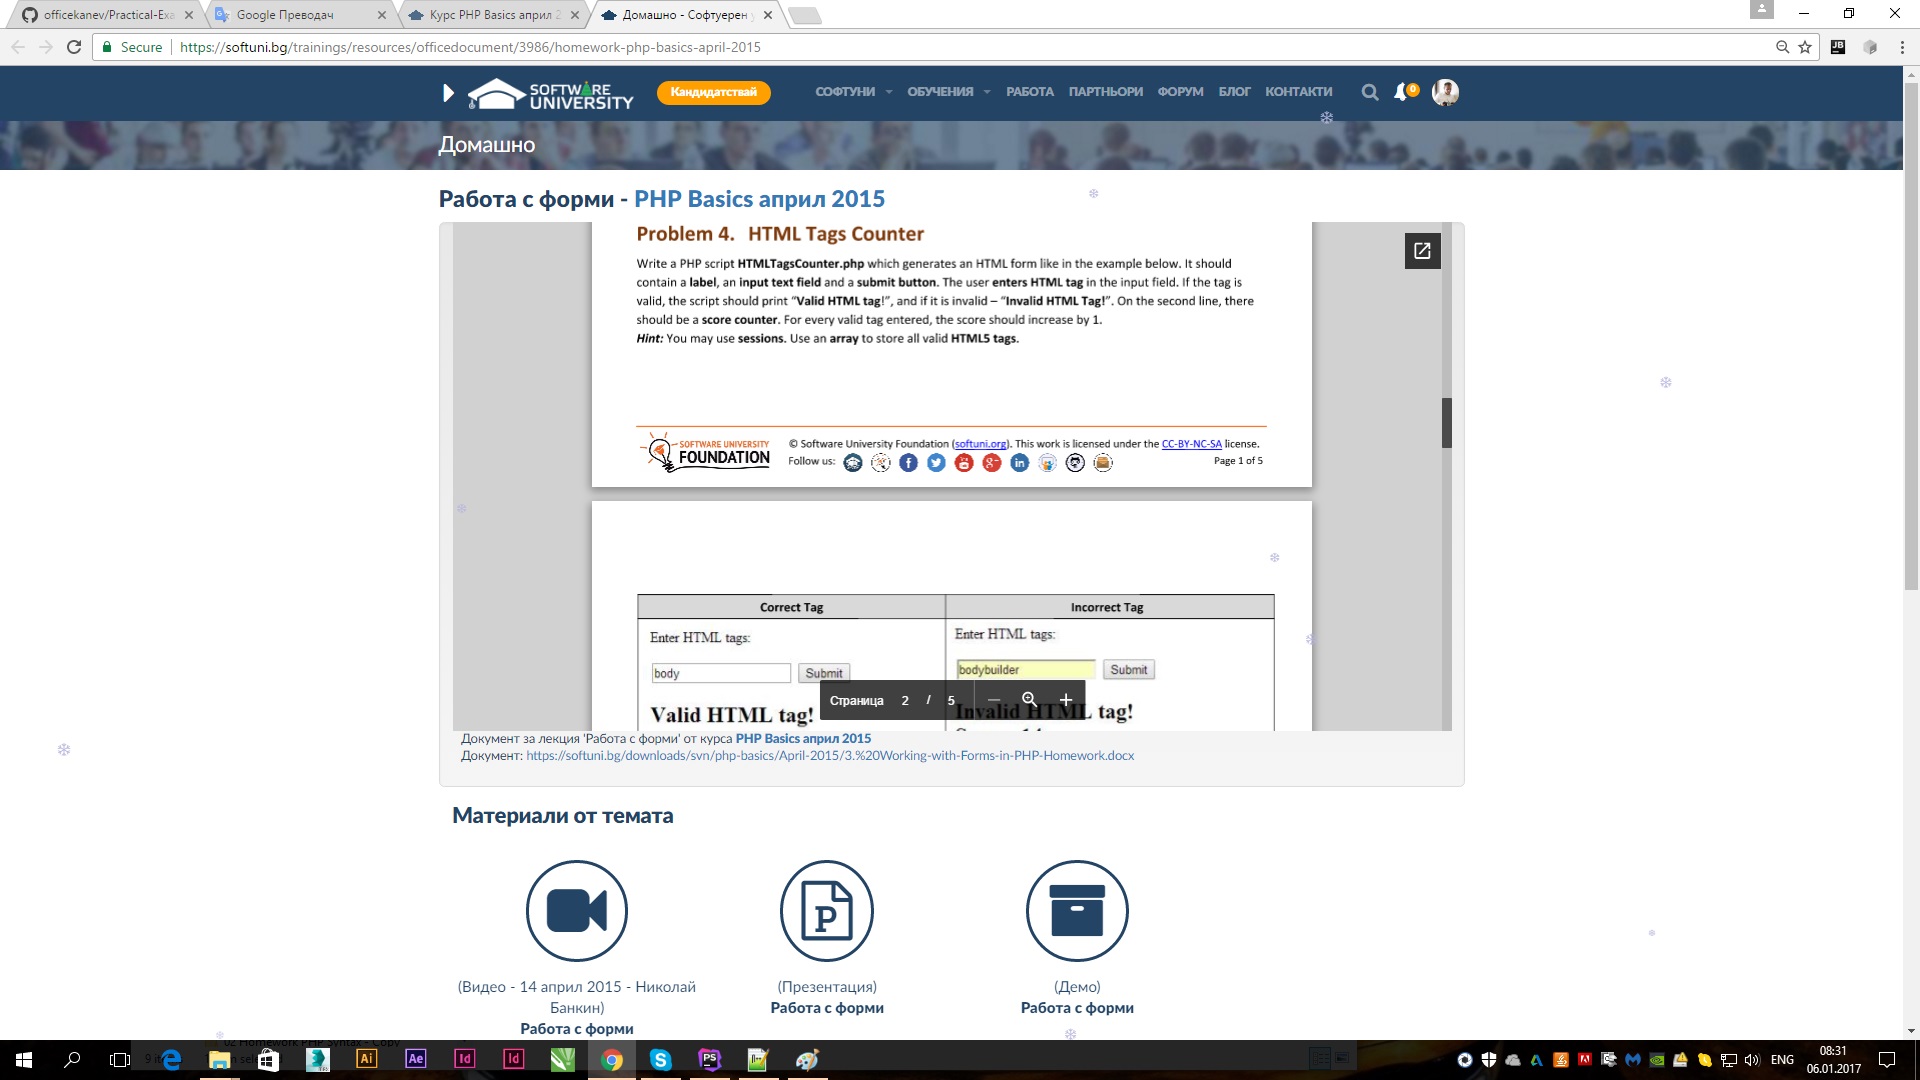 officekanev/Practical-Exa
Google Преводач
Курс PHP Basics април 2
Домашно - Софтуерен у
Secure
https://softuni.bg/trainings/resources/officedocument/3986/homework-php-basics-april-2015
JB
SOFTWARE
UNIVERSITY
Кандидатствай
СОФТУНИ
ОБУЧЕНИЯ
РАБОТА
ПАРТНЬОРИ
ФОРУМ
БЛОГ
КОНТАКТИ
0
Домашно
Работа с форми - PHP Basics април 2015
Problem 4. HTML Tags Counter
Write a PHP script HTMLTagsCounter.php which generates an HTML form like in the example below. It should
contain a label, an input text field and a submit button. The user enters HTML tag in the input field. If the tag is
valid, the script should print “Valid HTML tag!”, and if it is invalid – “Invalid HTML Tag!”. On the second line, there
should be a score counter. For every valid tag entered, the score should increase by 1.
Hint: You may use sessions. Use an array to store all valid HTML5 tags.
SOFTWARE UNIVERSITY
FOUNDATION
© Software University Foundation (softuni.org). This work is licensed under the CC-BY-NC-SA license.
Follow us:
Page 1 of 5
Correct Tag
Incorrect Tag
Enter HTML tags:
Enter HTML tags:
body
Submit
bodybuilder
Submit
Страница 2 / 5
Valid HTML tag!
Invalid HTML tag!
Документ за лекция 'Работа с форми' от курса PHP Basics април 2015
Документ: https://softuni.bg/downloads/svn/php-basics/April-2015/3.%20Working-with-Forms-in-PHP-Homework.docx
Материали от темата
P
(Видео - 14 април 2015 - Николай
Банкин)
Работа с форми
(Презентация)
Работа с форми
(Демо)
Работа с форми
02 Homework PHP Syntax - Copy
Ai
Ae
Id
Id
PS
ENG
08:31
06.01.2017